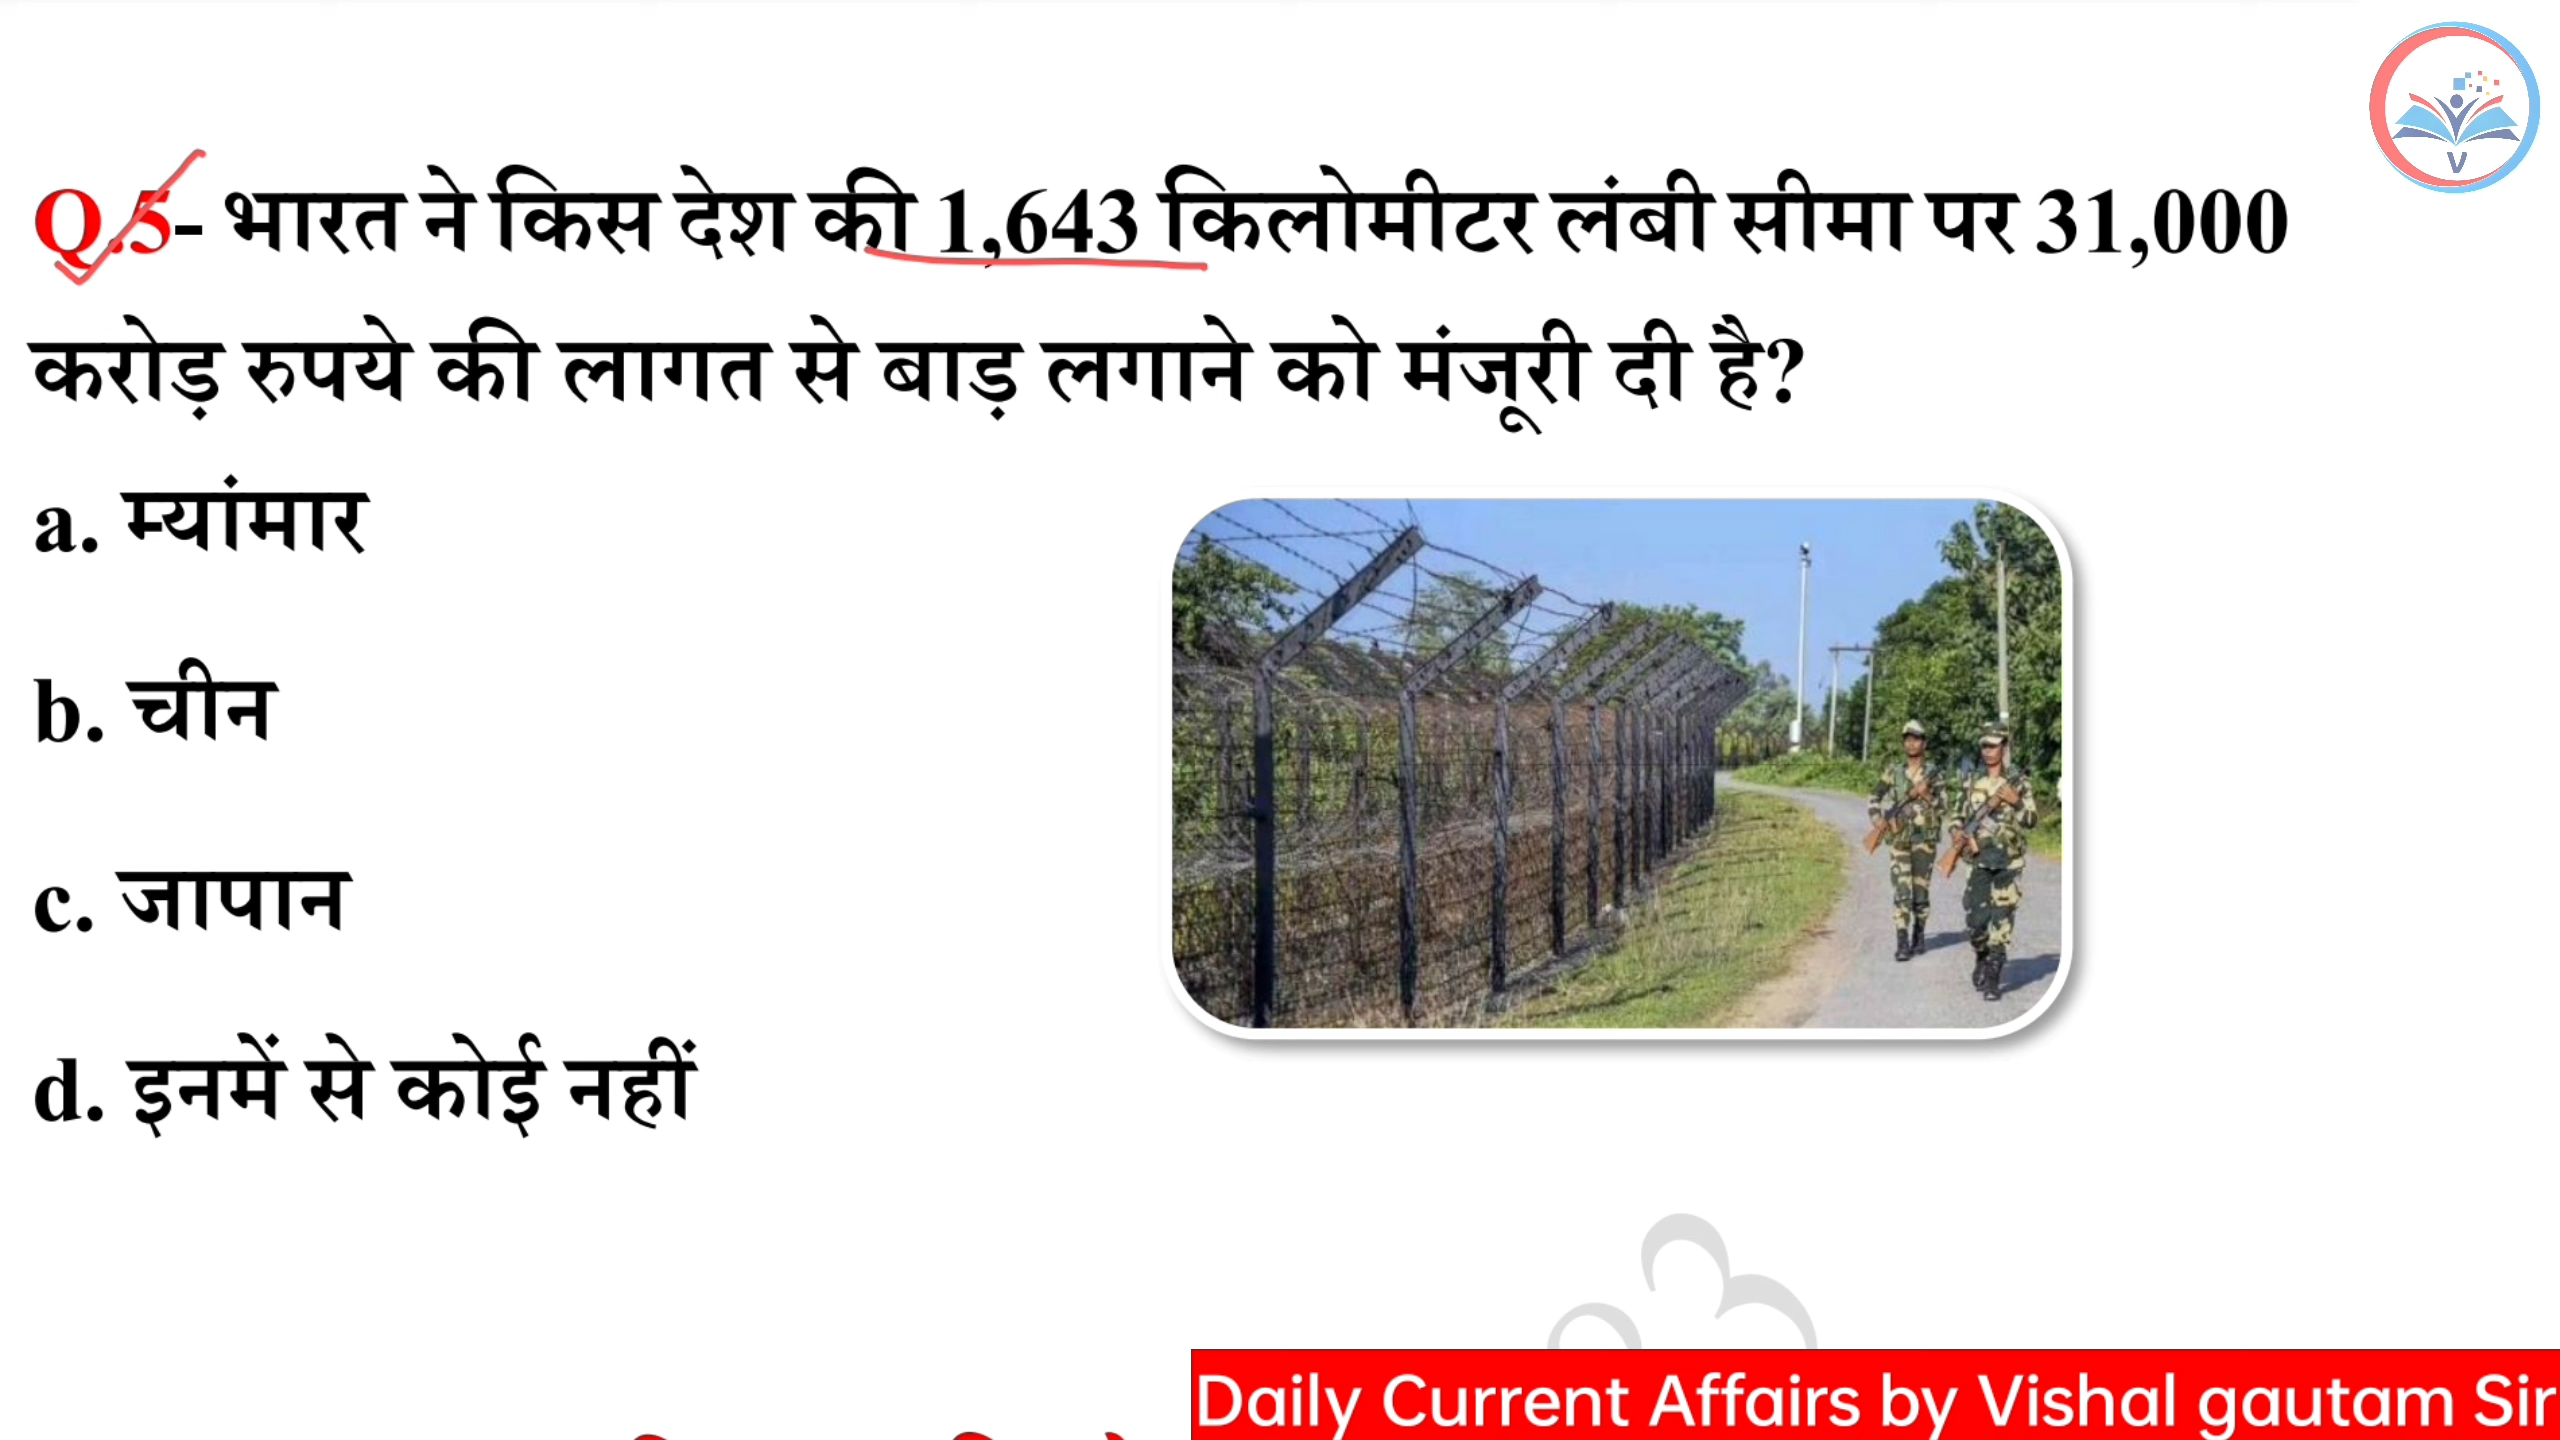 V
Q.5- भारत ने किस देश की 1,643 किलोमीटर लंबी सीमा पर 31,000
करोड़ रुपये की लागत से बाड़ लगाने को मंजूरी दी है?
a. म्यांमार
b. चीन
c. जापान
d. इनमें से कोई नहीं
Daily Current Affairs by Vishal gautam Sir